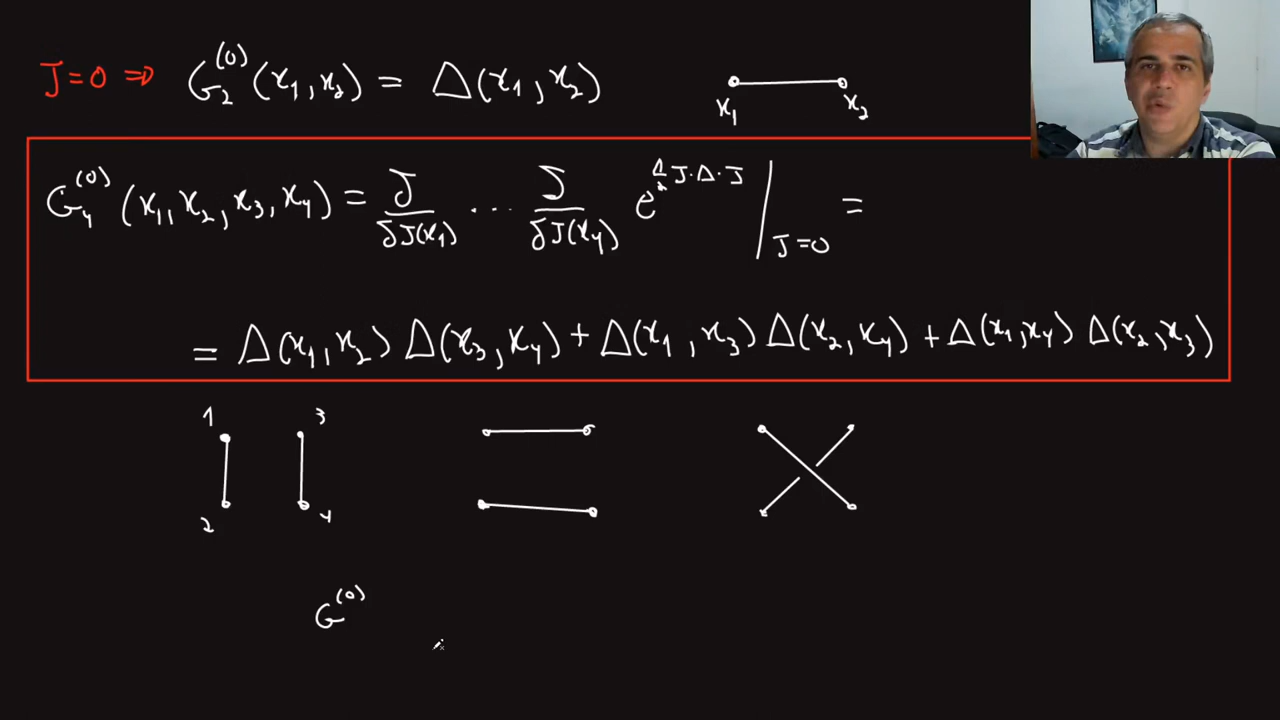 J=0 ⇒ G₂⁽⁰⁾(x₁,x₂) = Δ(x₁,x₂)
x₁ x₂
G₄⁽⁰⁾(x₁,x₂,x₃,x₄) = δ/δJ(x₁) ... δ/δJ(x₄) e^{1/2 J·Δ·J} |_{J=0} =
= Δ(x₁,x₂) Δ(x₃,x₄) + Δ(x₁,x₃) Δ(x₂,x₄) + Δ(x₁,x₄) Δ(x₂,x₃)
1 3
2 4
G⁽⁰⁾